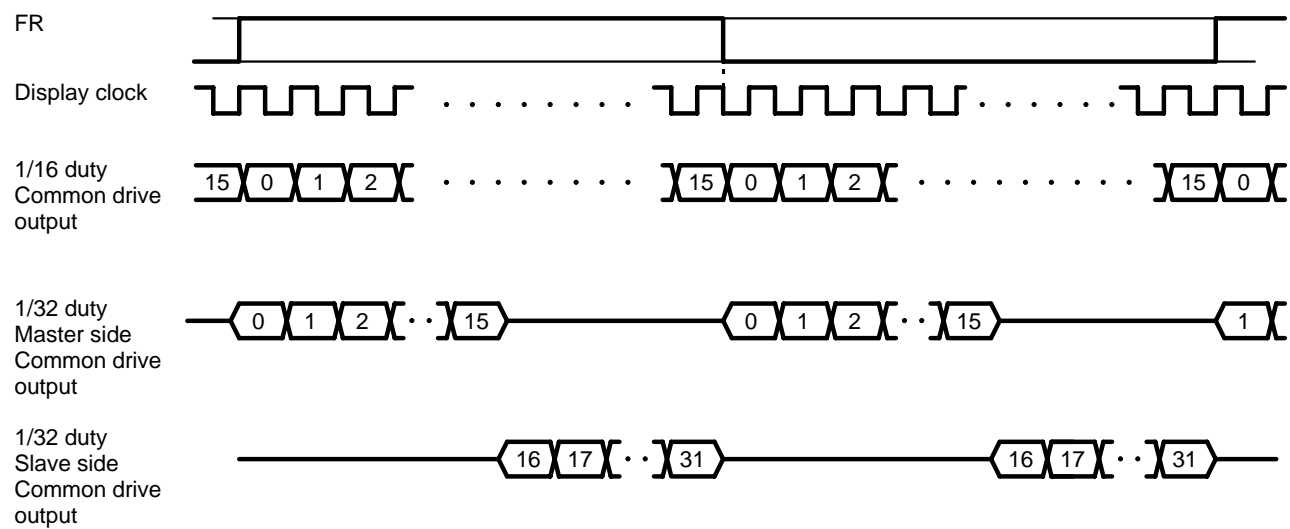 FR
Display clock
1/16 duty
Common drive
output
15 0 1 2 15 0 1 2 15 0
1/32 duty
Master side
Common drive
output
0 1 2 15 0 1 2 15 1
1/32 duty
Slave side
Common drive
output
16 17 31 16 17 31